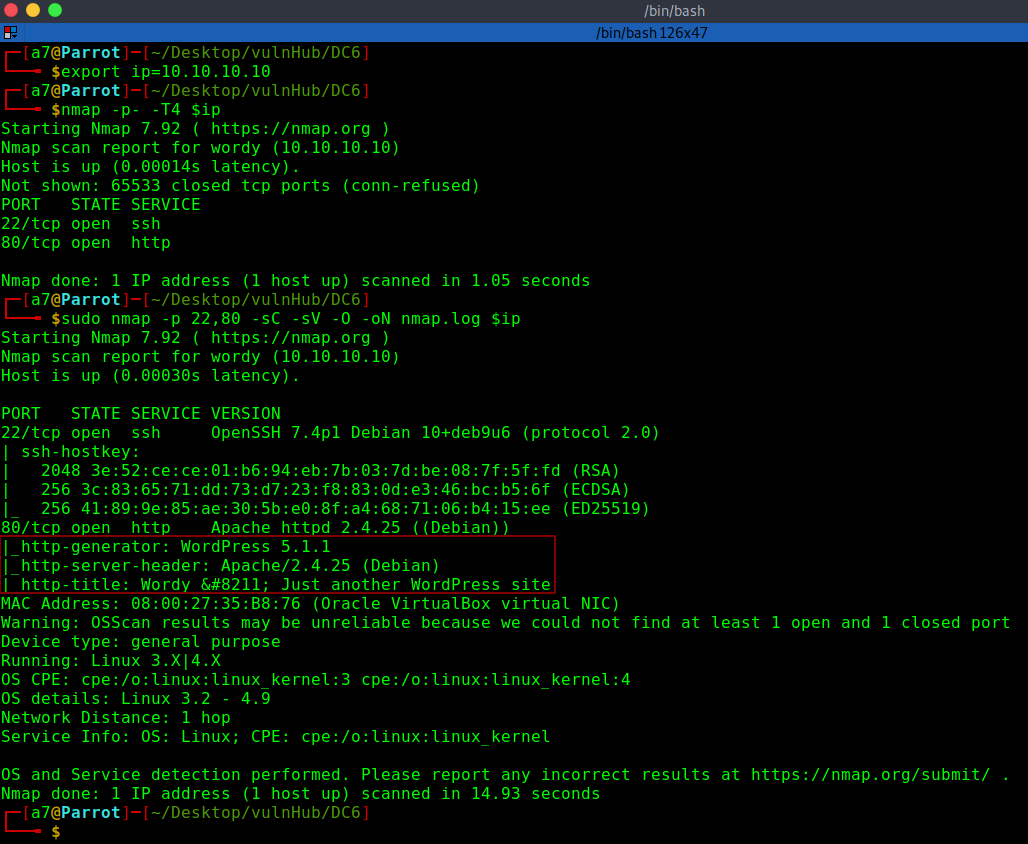 /bin/bash
/bin/bash 126x47
┌─[a7@Parrot]─[~/Desktop/vulnHub/DC6]
└──╼ $export ip=10.10.10.10
┌─[a7@Parrot]─[~/Desktop/vulnHub/DC6]
└──╼ $nmap -p- -T4 $ip
Starting Nmap 7.92 ( https://nmap.org )
Nmap scan report for wordy (10.10.10.10)
Host is up (0.00014s latency).
Not shown: 65533 closed tcp ports (conn-refused)
PORT   STATE SERVICE
22/tcp open  ssh
80/tcp open  http
Nmap done: 1 IP address (1 host up) scanned in 1.05 seconds
┌─[a7@Parrot]─[~/Desktop/vulnHub/DC6]
└──╼ $sudo nmap -p 22,80 -sC -sV -O -oN nmap.log $ip
Starting Nmap 7.92 ( https://nmap.org )
Nmap scan report for wordy (10.10.10.10)
Host is up (0.00030s latency).
PORT   STATE SERVICE VERSION
22/tcp open  ssh     OpenSSH 7.4p1 Debian 10+deb9u6 (protocol 2.0)
| ssh-hostkey:
|   2048 3e:52:ce:ce:01:b6:94:eb:7b:03:7d:be:08:7f:5f:fd (RSA)
|   256 3c:83:65:71:dd:73:d7:23:f8:83:0d:e3:46:bc:b5:6f (ECDSA)
|_  256 41:89:9e:85:ae:30:5b:e0:8f:a4:68:71:06:b4:15:ee (ED25519)
80/tcp open  http    Apache httpd 2.4.25 ((Debian))
|_http-generator: WordPress 5.1.1
|_http-server-header: Apache/2.4.25 (Debian)
|_http-title: Wordy &#8211; Just another WordPress site
MAC Address: 08:00:27:35:B8:76 (Oracle VirtualBox virtual NIC)
Warning: OSScan results may be unreliable because we could not find at least 1 open and 1 closed port
Device type: general purpose
Running: Linux 3.X|4.X
OS CPE: cpe:/o:linux:linux_kernel:3 cpe:/o:linux:linux_kernel:4
OS details: Linux 3.2 - 4.9
Network Distance: 1 hop
Service Info: OS: Linux; CPE: cpe:/o:linux:linux_kernel
OS and Service detection performed. Please report any incorrect results at https://nmap.org/submit/ .
Nmap done: 1 IP address (1 host up) scanned in 14.93 seconds
┌─[a7@Parrot]─[~/Desktop/vulnHub/DC6]
└──╼ $